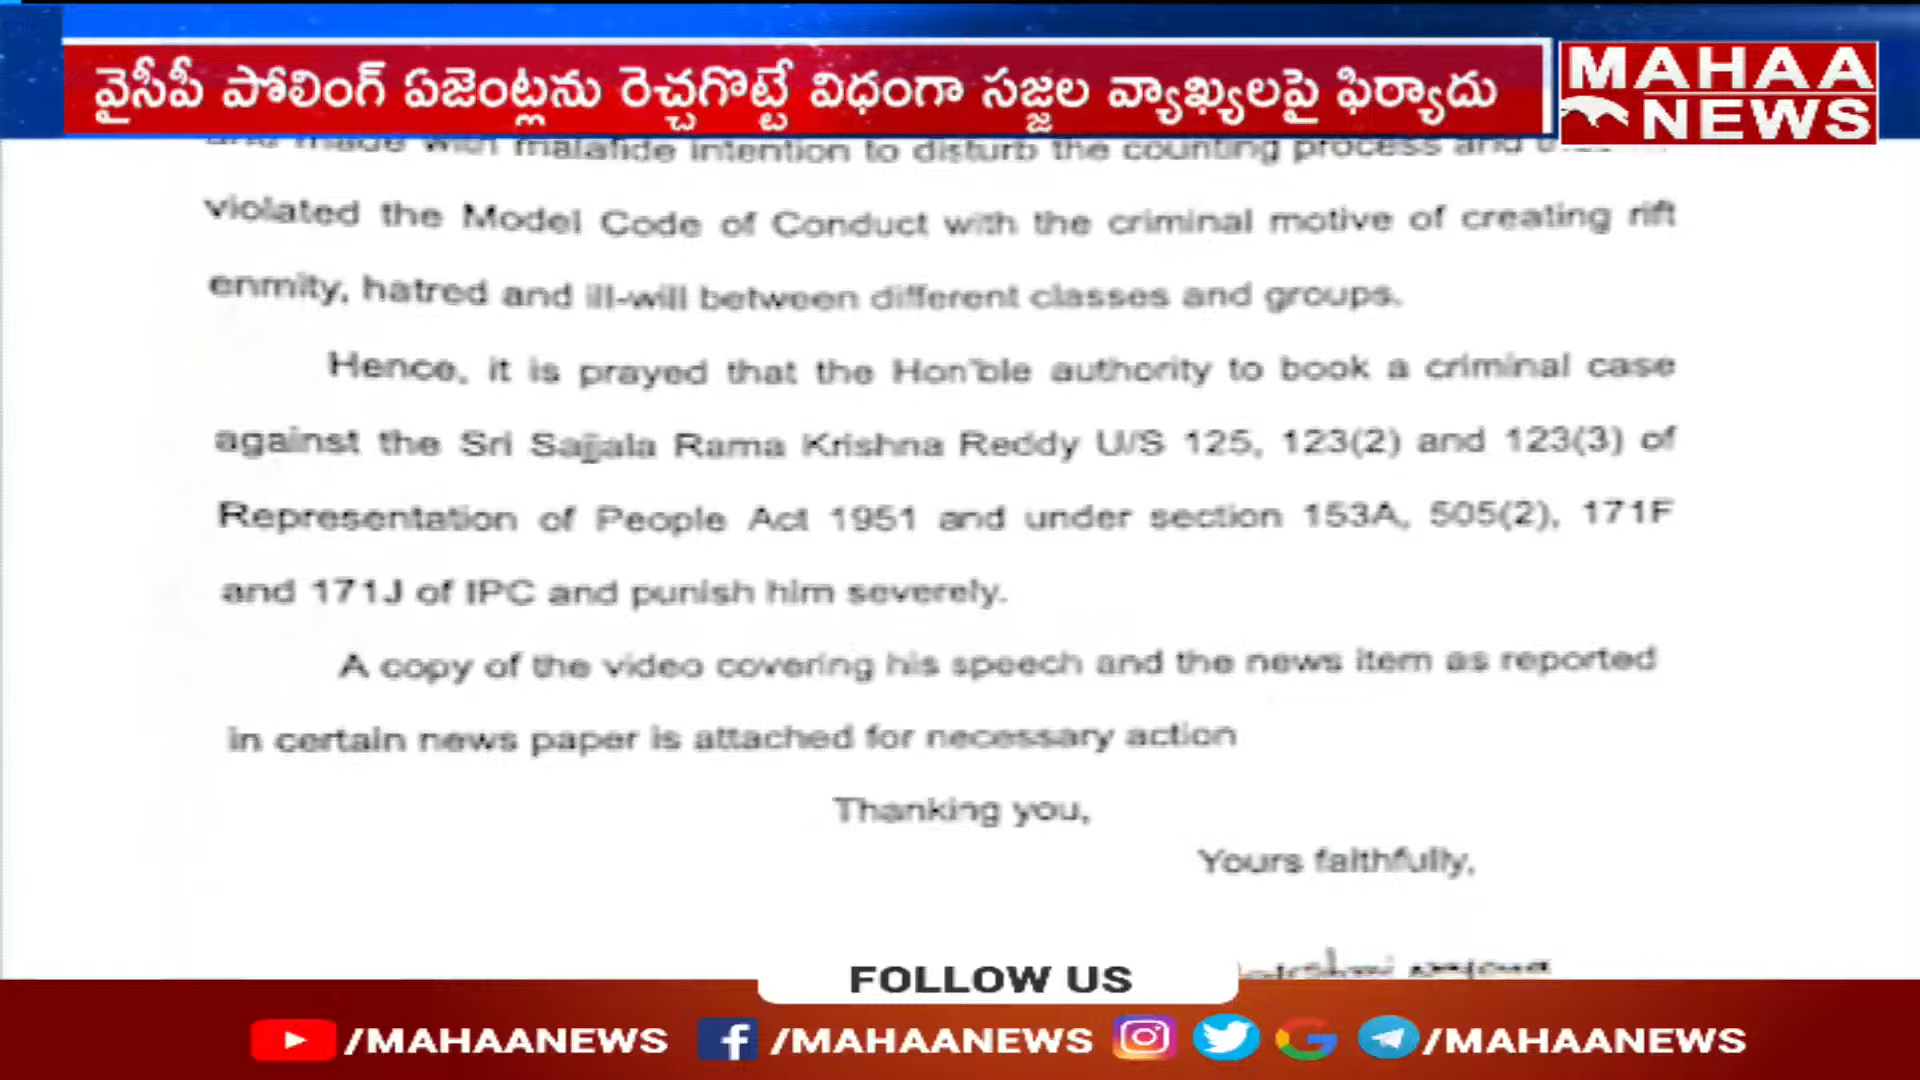 వైసీపీ పోలింగ్ ఏజెంట్లను రెచ్చగొట్టే విధంగా సజ్జల వ్యాఖ్యలపై ఫిర్యాదు
MAHAA
NEWS
and made with malafide intention to disturb the counting process and
violated the Model Code of Conduct with the criminal motive of creating rift
enmity, hatred and ill-will between different classes and groups.
Hence, it is prayed that the Hon'ble authority to book a criminal case
against the Sri Sajjala Rama Krishna Reddy U/S 125, 123(2) and 123(3) of
Representation of People Act 1951 and under section 153A, 505(2), 171F
and 171J of IPC and punish him severely.
A copy of the video covering his speech and the news item as reported
in certain news paper is attached for necessary action
Thanking you,
Yours faithfully,
FOLLOW US
/MAHAANEWS /MAHAANEWS /MAHAANEWS